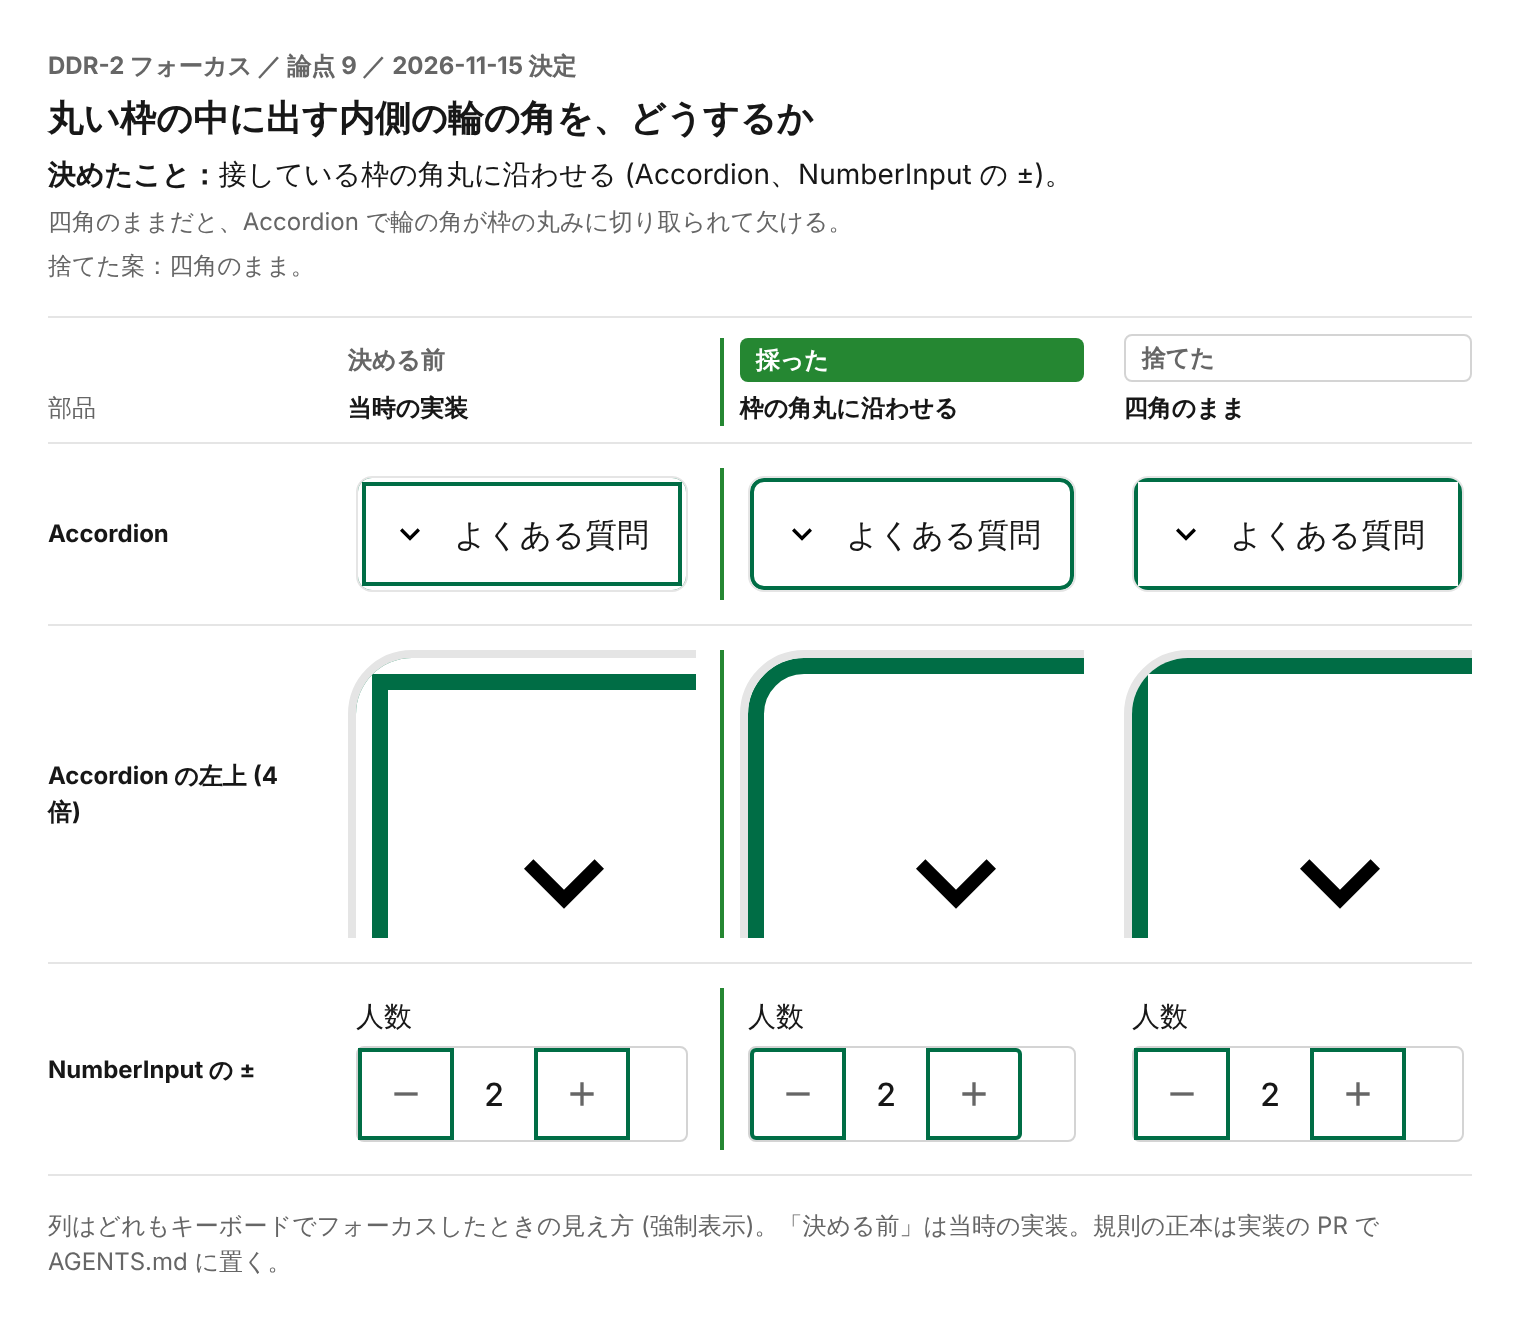 DDR-2 フォーカス ／ 論点 9 ／ 2026-11-15 決定
丸い枠の中に出す内側の輪の角を、どうするか
決めたこと：接している枠の角丸に沿わせる (Accordion、NumberInput の ±)。
四角のままだと、Accordion で輪の角が枠の丸みに切り取られて欠ける。
捨てた案：四角のまま。
決める前 採った 捨てた
部品 当時の実装 枠の角丸に沿わせる 四角のまま
Accordion よくある質問 よくある質問 よくある質問
Accordion の左上 (4
倍)
人数 人数 人数
NumberInput の ± − 2 + − 2 + − 2 +
列はどれもキーボードでフォーカスしたときの見え方 (強制表示)。「決める前」は当時の実装。規則の正本は実装の PR で
AGENTS.md に置く。